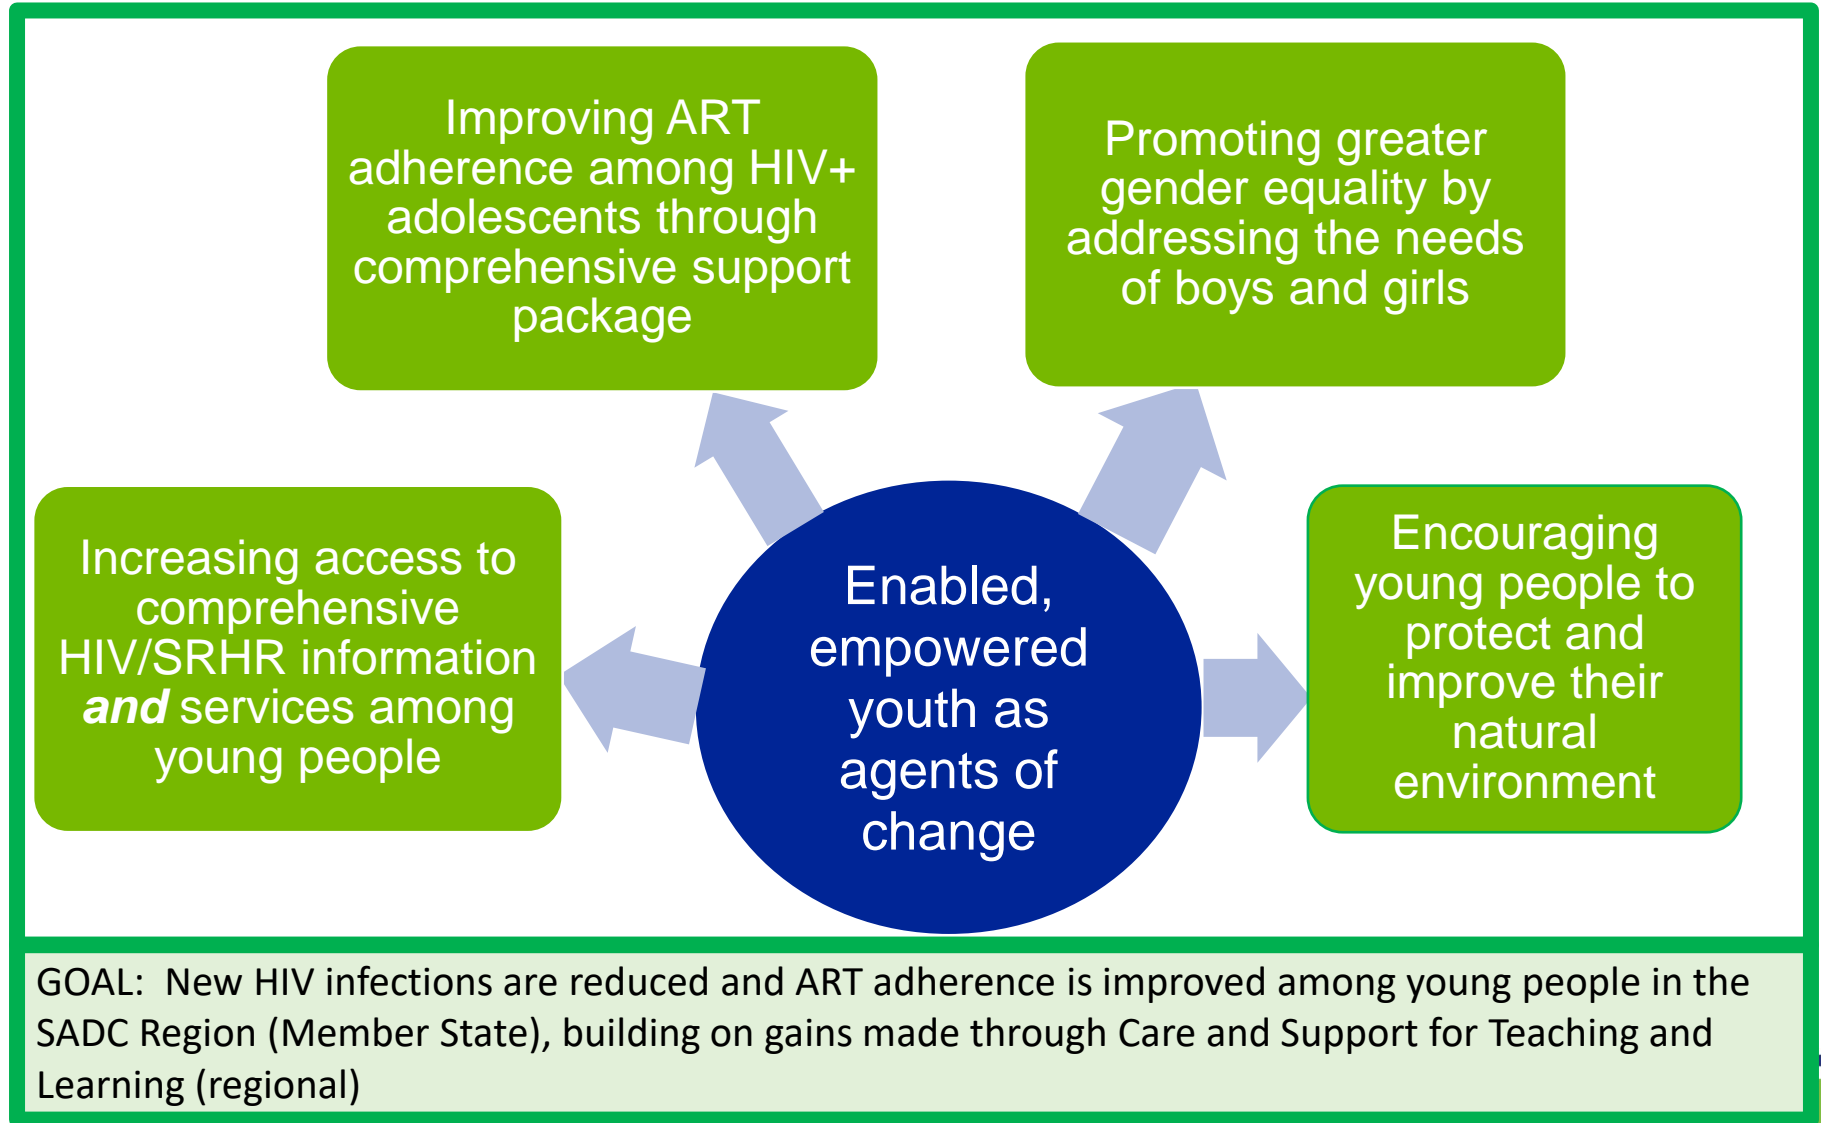 Improving ART
adherence among HIV+
adolescents through
comprehensive support
package
Promoting greater
gender equality by
addressing the needs
of boys and girls
Increasing access to
comprehensive
HIV/SRHR information
and services among
young people
Enabled,
empowered
youth as
agents of
change
Encouraging
young people to
protect and
improve their
natural
environment
GOAL: New HIV infections are reduced and ART adherence is improved among young people in the
SADC Region (Member State), building on gains made through Care and Support for Teaching and
Learning (regional)